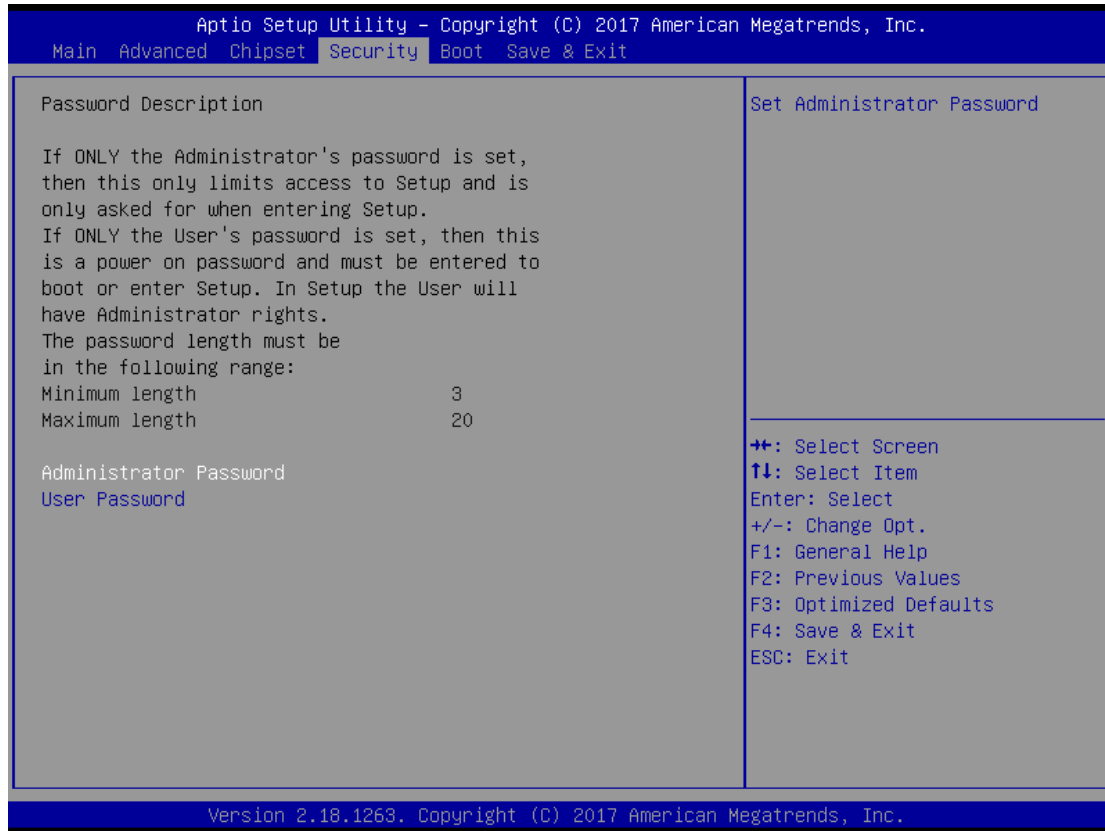 Aptio Setup Utility – Copyright (C) 2017 American Megatrends, Inc.
Main Advanced Chipset Security Boot Save & Exit
Password Description
If ONLY the Administrator's password is set,
then this only limits access to Setup and is
only asked for when entering Setup.
If ONLY the User's password is set, then this
is a power on password and must be entered to
boot or enter Setup. In Setup the User will
have Administrator rights.
The password length must be
in the following range:
Minimum length 3
Maximum length 20
Administrator Password
User Password
Set Administrator Password
→←: Select Screen
↑↓: Select Item
Enter: Select
+/-: Change Opt.
F1: General Help
F2: Previous Values
F3: Optimized Defaults
F4: Save & Exit
ESC: Exit
Version 2.18.1263. Copyright (C) 2017 American Megatrends, Inc.